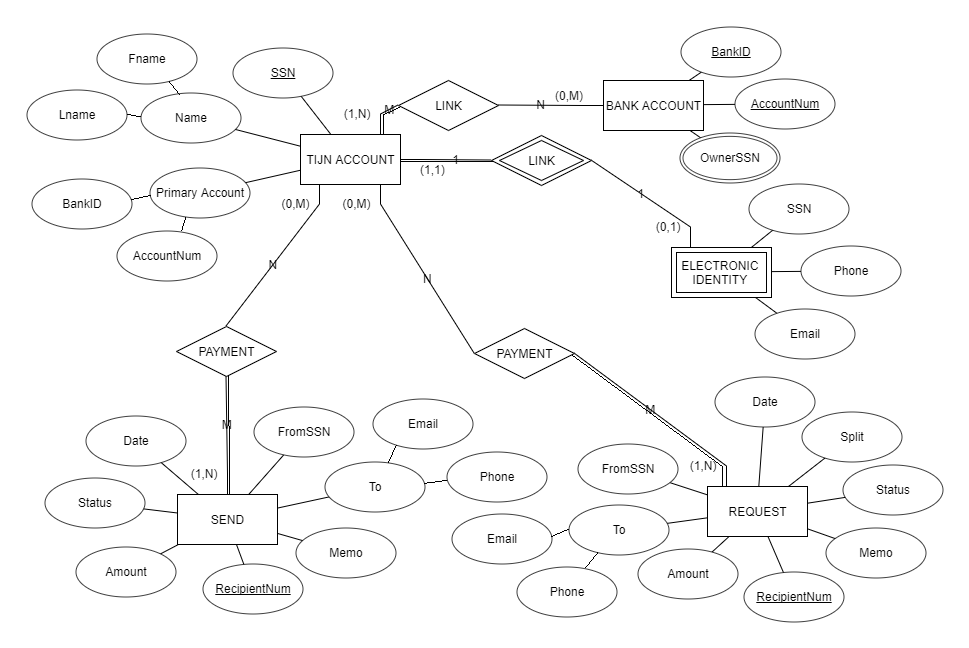 Fname
SSN
BankID
Lname
Name
(1,N)
M
LINK
N
(0,M)
BANK ACCOUNT
AccountNum
TIJN ACCOUNT
(1,1)
1
LINK
OwnerSSN
BankID
Primary Account
(0,M)
(0,M)
1
(0,1)
SSN
AccountNum
N
N
ELECTRONIC
IDENTITY
Phone
Email
PAYMENT
PAYMENT
M
M
Date
FromSSN
Email
Date
Split
(1,N)
To
Phone
FromSSN
(1,N)
Status
Status
SEND
Email
To
REQUEST
Memo
Memo
Amount
RecipientNum
Phone
Amount
RecipientNum